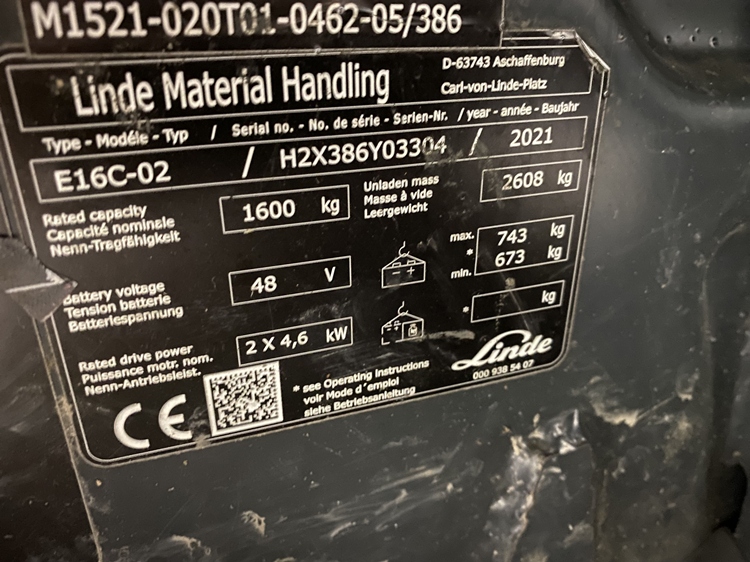 M1521-020T01-0462-05/386
Linde Material Handling
D-63743 Aschaffenburg
Carl-von-Linde-Platz
Type - Modéle - Typ / Serial no. - No. de série - Serien-Nr. / year - année - Baujahr
E16C-02 / H2X386Y03304 / 2021
Rated capacity
Capacité nominale
Nenn-Tragfähigkeit
1600 kg
Unladen mass
Masse à vide
Leergewicht
2608 kg
Battery voltage
Tension batterie
Batteriespannung
48 V
max. 743 kg
* 673 kg
min.
Rated drive power
Puissance motr. nom.
Nenn-Antriebsleist.
2 X 4,6 kW
* kg
* see Operating Instructions
voir Mode d'emploi
siehe Betriebsanleitung
Linde
000 938 54 07
CE